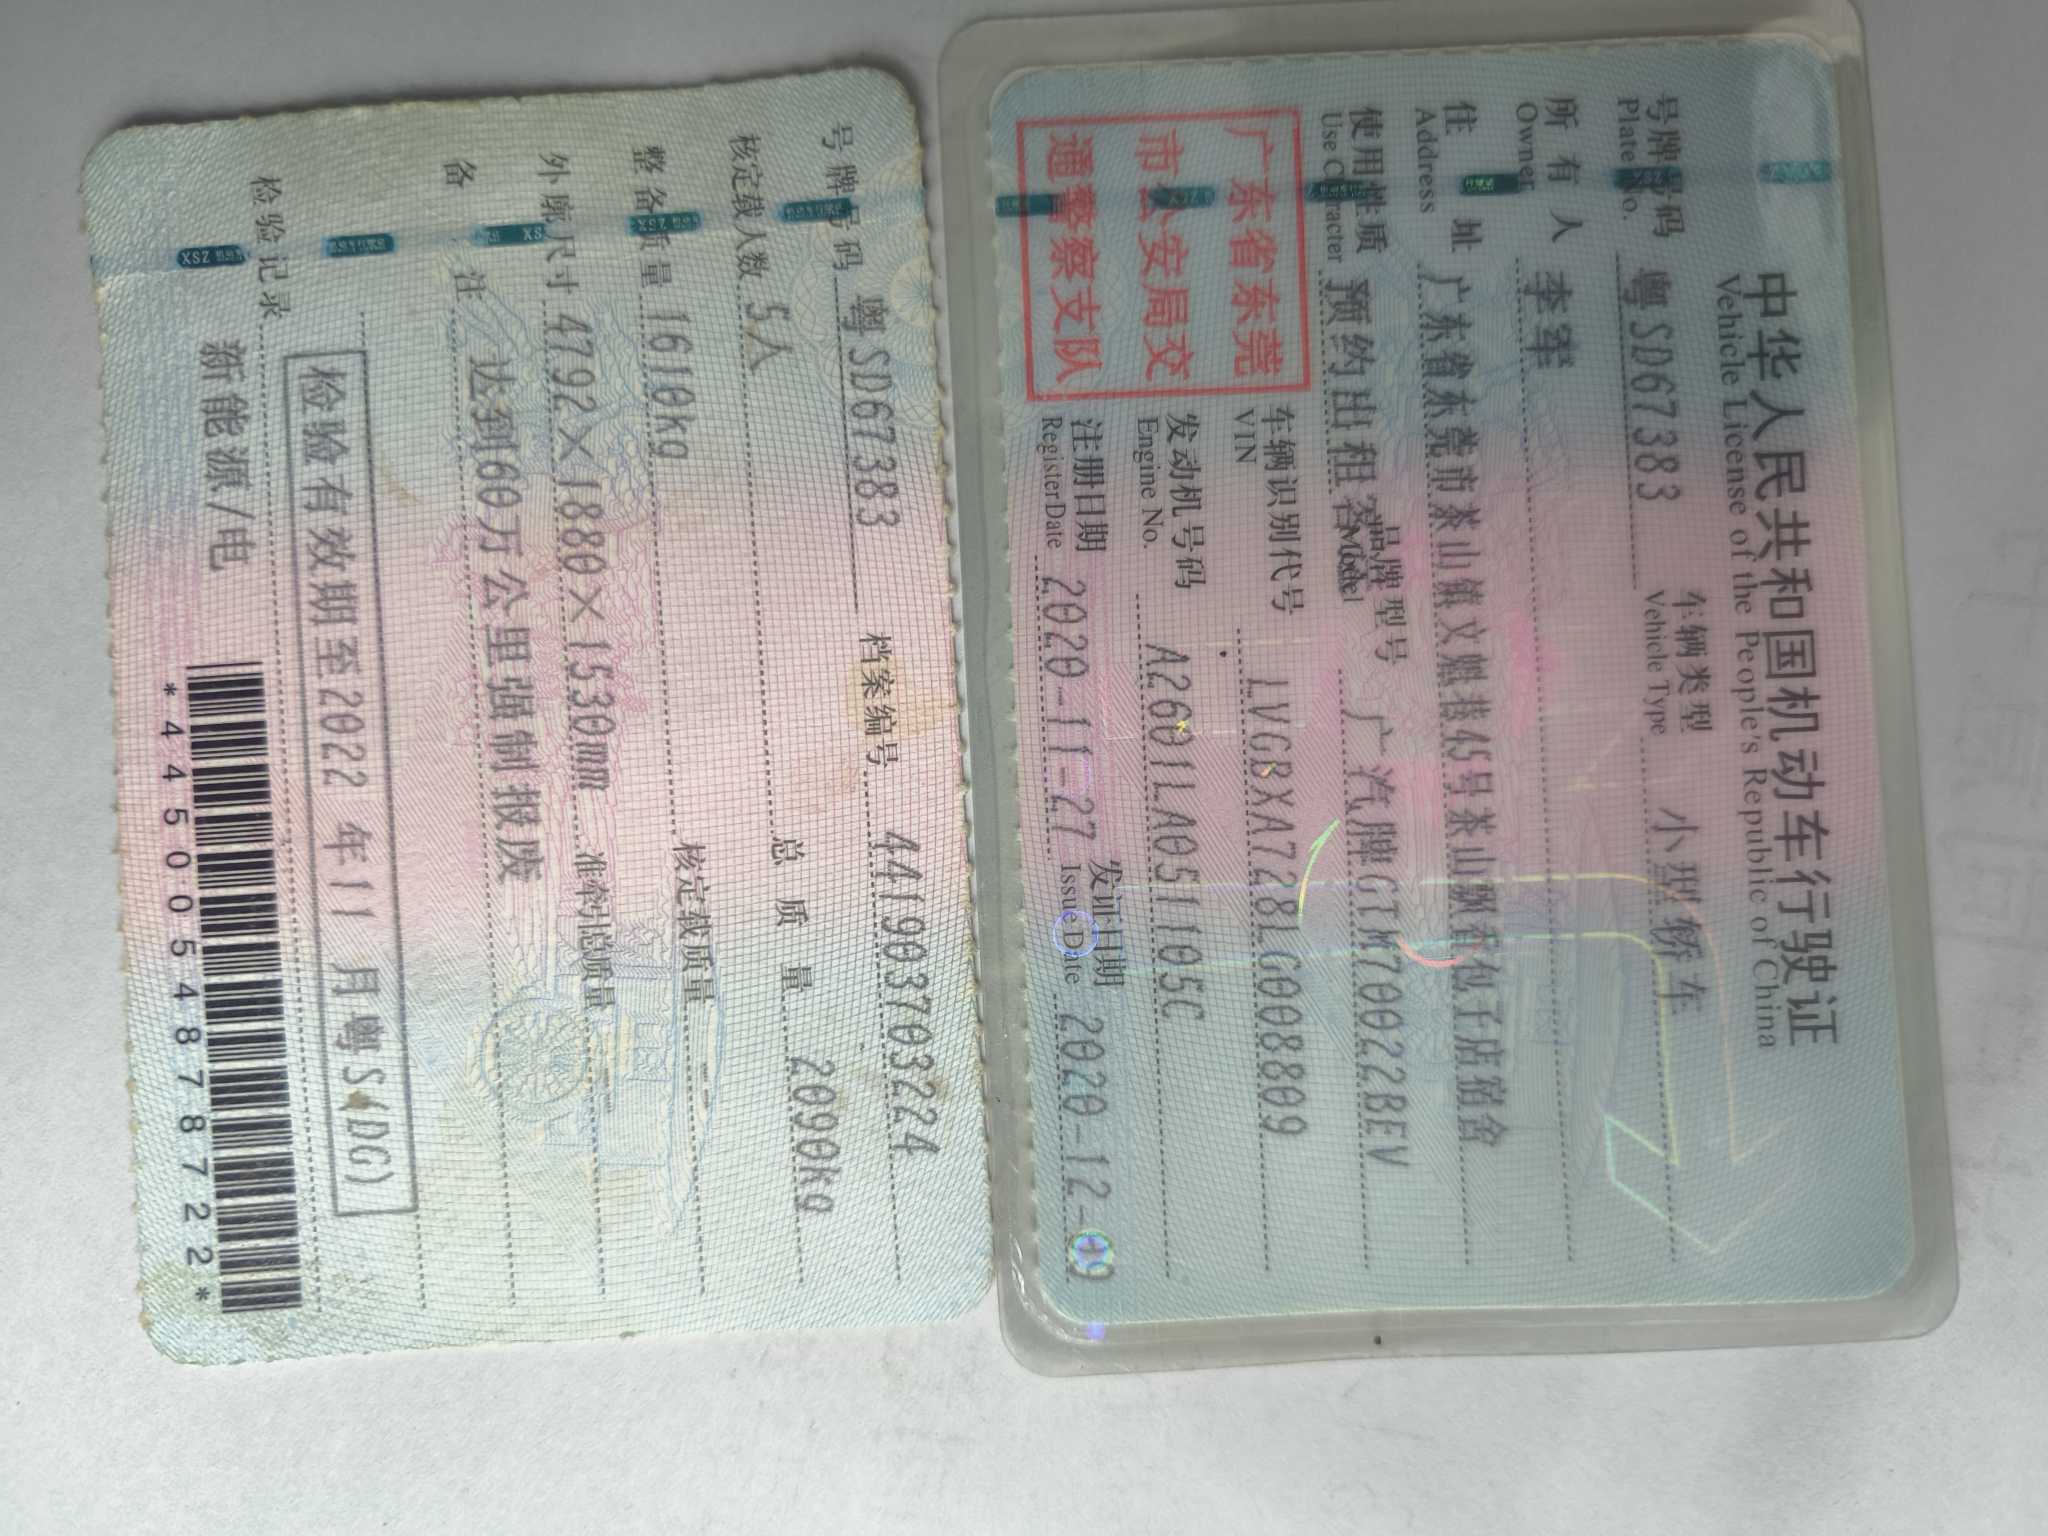 中华人民共和国机动车行驶证
Vehicle License of the People's Republic of China
号牌号码 粤SD67383 车辆类型 小型轿车
Plate No. Vehicle Type
所有人 李军
Owner
住址 广东省东莞市茶山镇文魁巷45号茶山飘香包子店宿舍
Address
使用性质 预约出租客 品牌型号 广汽牌GTM7002BEV
Use Character Model
广东省东莞
市公安局交
通警察支队
车辆识别代号 LVGBXA728LG008809
VIN
发动机号码 A2601LA051105C
Engine No.
注册日期 2020-11-27 发证日期 2020-12-
Register Date Issue Date
号牌号码 粤SD67383 档案编号 441903703224
核定载人数 5人 总质量 2090kg
整备质量 1610kg 核定载质量
外廓尺寸 4792×1880×1530mm 准牵引总质量
备注 达到60万公里强制报废
检验有效期至2022年11月粤S(DG)
检验记录
新能源/电
*4450054878722*